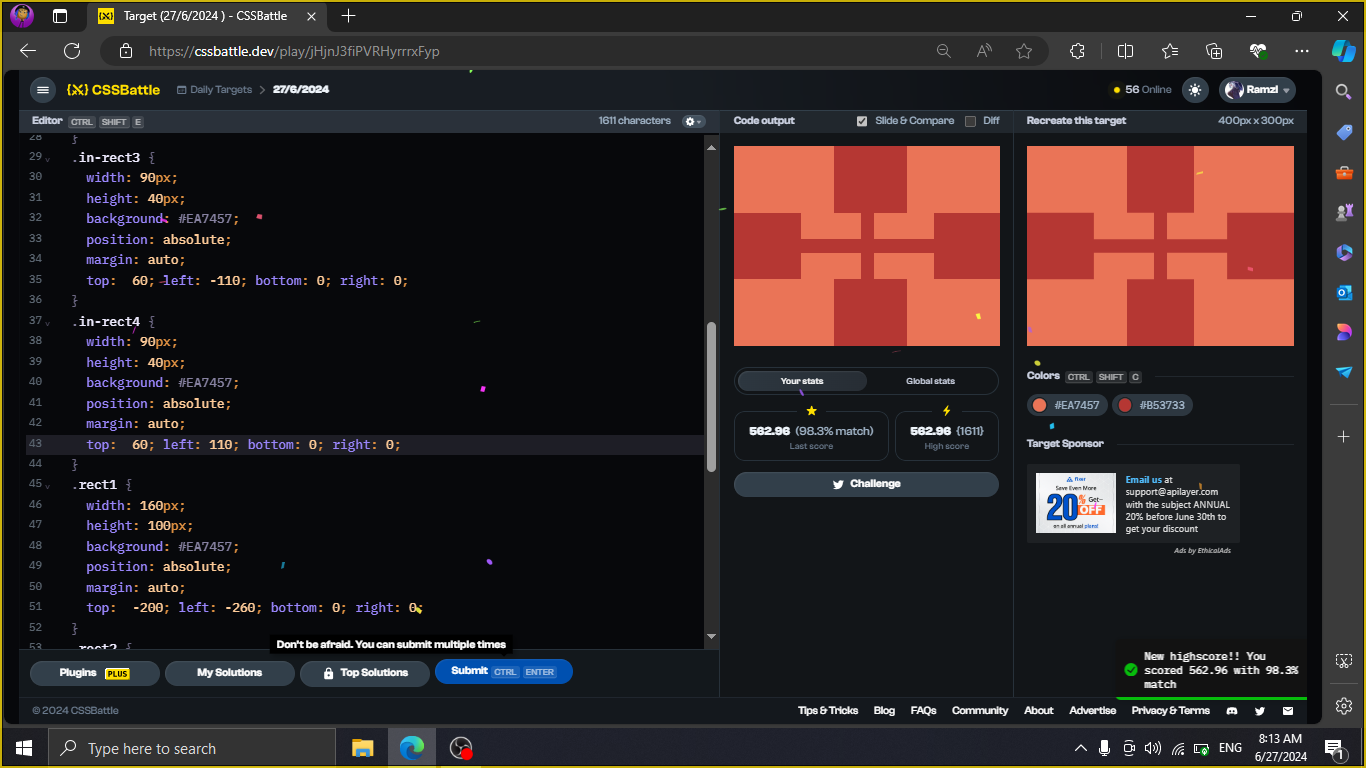 Target (27/6/2024 ) - CSSBattle
https://cssbattle.dev/play/jHjnJ3fiPVRHyrrrxFyp
CSSBattle
Daily Targets > 27/6/2024
56 Online
Ramzi
Editor CTRL SHIFT E
1611 characters
Code output
Slide & Compare
Diff
Recreate this target
400px x 300px
28 }
29 .in-rect3 {
30 width: 90px;
31 height: 40px;
32 background: #EA7457;
33 position: absolute;
34 margin: auto;
35 top: 60; left: -110; bottom: 0; right: 0;
36 }
37 .in-rect4 {
38 width: 90px;
39 height: 40px;
40 background: #EA7457;
41 position: absolute;
42 margin: auto;
43 top: 60; left: 110; bottom: 0; right: 0;
44 }
45 .rect1 {
46 width: 160px;
47 height: 100px;
48 background: #EA7457;
49 position: absolute;
50 margin: auto;
51 top: -200; left: -260; bottom: 0; right: 0;
52 }
53 .rect2 {
Your stats
Global stats
562.96 (98.3% match)
Last score
562.96 {1611}
High score
Challenge
Colors CTRL SHIFT C
#EA7457
#B53733
Target Sponsor
Save Even More
20% Get
OFF
on all annual plans!
Email us at
support@apilayer.com
with the subject ANNUAL
20% before June 30th to
get your discount
Ads by EthicalAds
Don't be afraid. You can submit multiple times
Plugins PLUS
My Solutions
Top Solutions
Submit CTRL ENTER
New highscore!! You
scored 562.96 with 98.3%
match
© 2024 CSSBattle
Tips & Tricks
Blog
FAQs
Community
About
Advertise
Privacy & Terms
Type here to search
ENG
8:13 AM
6/27/2024
1